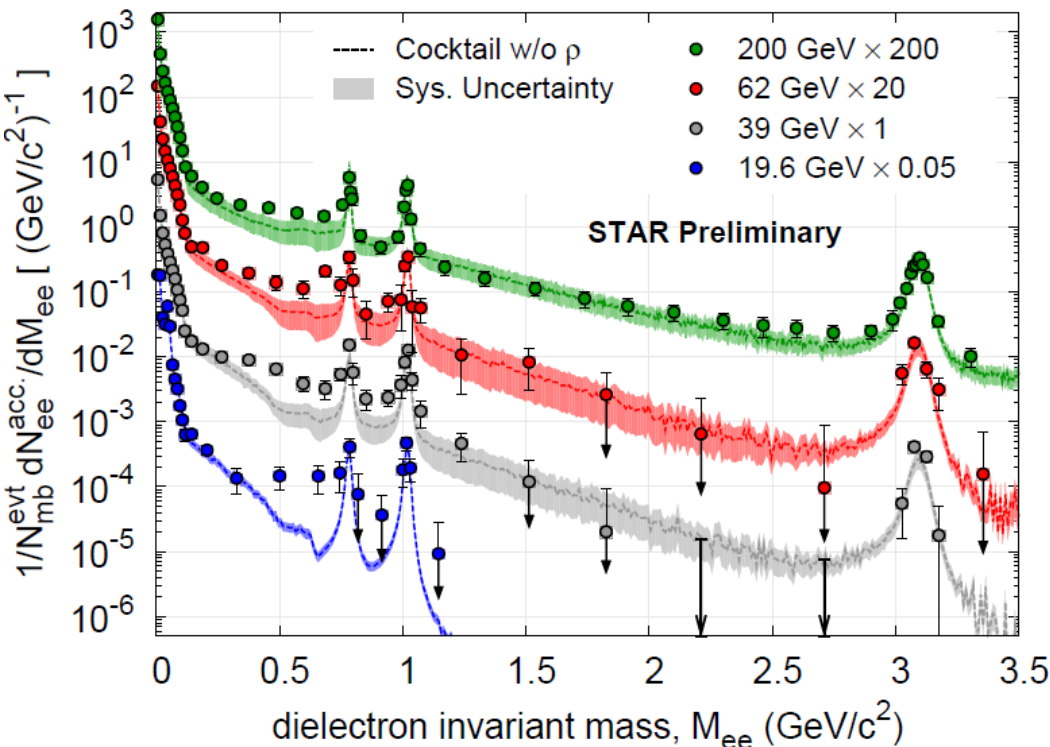 1/N_mb^evt dN_ee^acc. /dM_ee [ (GeV/c²)⁻¹ ]
10³
10²
10¹
10⁰
10⁻¹
10⁻²
10⁻³
10⁻⁴
10⁻⁵
10⁻⁶
Cocktail w/o ρ
Sys. Uncertainty
200 GeV × 200
62 GeV × 20
39 GeV × 1
19.6 GeV × 0.05
STAR Preliminary
0 0.5 1 1.5 2 2.5 3 3.5
dielectron invariant mass, M_ee (GeV/c²)